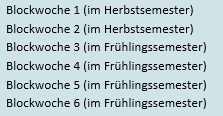 Blockwoche 1 (im Herbstsemester)
Blockwoche 2 (im Herbstsemester)
Blockwoche 3 (im Frühlingssemester)
Blockwoche 4 (im Frühlingssemester)
Blockwoche 5 (im Frühlingssemester)
Blockwoche 6 (im Frühlingssemester)